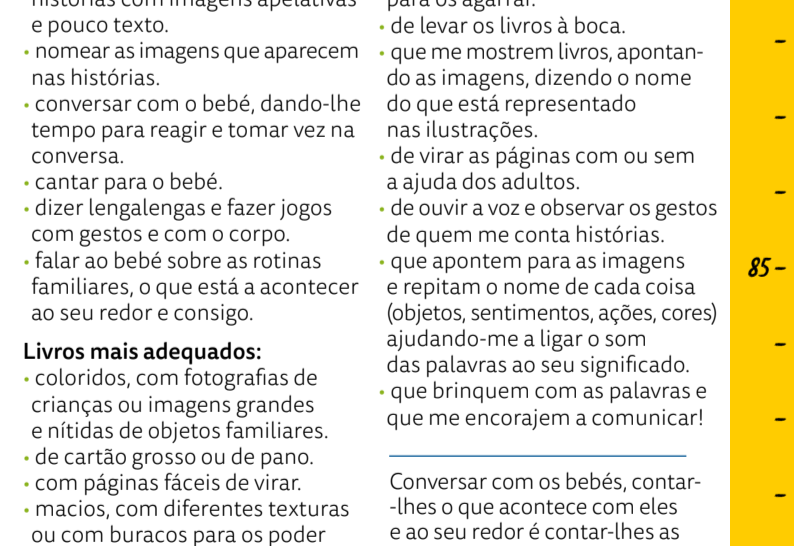 histórias com imagens apelativas
e pouco texto.
• nomear as imagens que aparecem
nas histórias.
• conversar com o bebé, dando-lhe
tempo para reagir e tomar vez na
conversa.
• cantar para o bebé.
• dizer lengalengas e fazer jogos
com gestos e com o corpo.
• falar ao bebé sobre as rotinas
familiares, o que está a acontecer
ao seu redor e consigo.
Livros mais adequados:
• coloridos, com fotografias de
crianças ou imagens grandes
e nítidas de objetos familiares.
• de cartão grosso ou de pano.
• com páginas fáceis de virar.
• macios, com diferentes texturas
ou com buracos para os poder
para os agarrar.
• de levar os livros à boca.
• que me mostrem livros, apontan-
do as imagens, dizendo o nome
do que está representado
nas ilustrações.
• de virar as páginas com ou sem
a ajuda dos adultos.
• de ouvir a voz e observar os gestos
de quem me conta histórias.
• que apontem para as imagens
e repitam o nome de cada coisa
(objetos, sentimentos, ações, cores)
ajudando-me a ligar o som
das palavras ao seu significado.
• que brinquem com as palavras e
que me encorajem a comunicar!
Conversar com os bebés, contar-
-lhes o que acontece com eles
e ao seu redor é contar-lhes as
85-